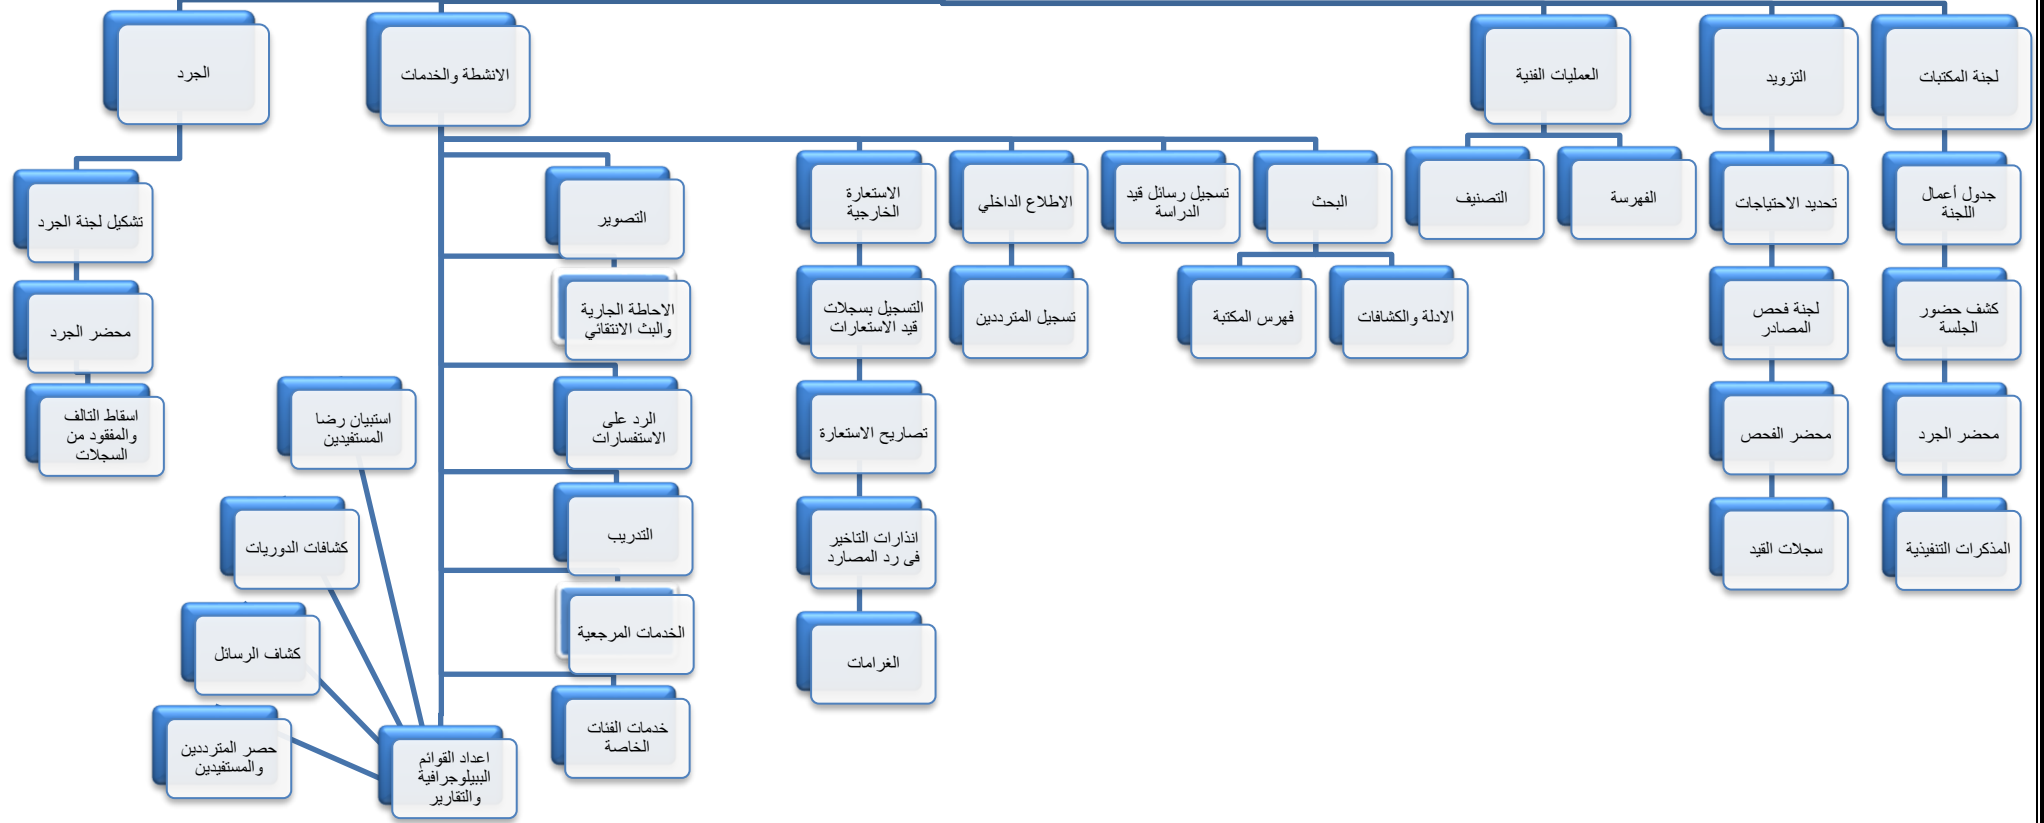 لجنة المكتبات
التزويد
العمليات الفنية
الانشطة والخدمات
الجرد
جدول أعمال
اللجنة
كشف حضور
الجلسة
محضر الجرد
المذكرات التنفيذية
تحديد الاحتياجات
لجنة فحص
المصادر
محضر الفحص
سجلات القيد
الفهرسة
التصنيف
البحث
الادلة والكشافات
فهرس المكتبة
تسجيل رسائل قيد
الدراسة
الاطلاع الداخلي
تسجيل المترددين
الاستعارة
الخارجية
التسجيل بسجلات
قيد الاستعارات
تصاريح الاستعارة
انذارات التاخير
فى رد المصارد
الغرامات
التصوير
الاحاطة الجارية
والبث الانتقائي
الرد على
الاستفسارات
التدريب
الخدمات المرجعية
خدمات الفئات
الخاصة
اعداد القوائم
الببيلوجرافية
والتقارير
استبيان رضا
المستفيدين
كشافات الدوريات
كشاف الرسائل
حصر المترددين
والمستفيدين
تشكيل لجنة الجرد
محضر الجرد
اسقاط التالف
والمفقود من
السجلات